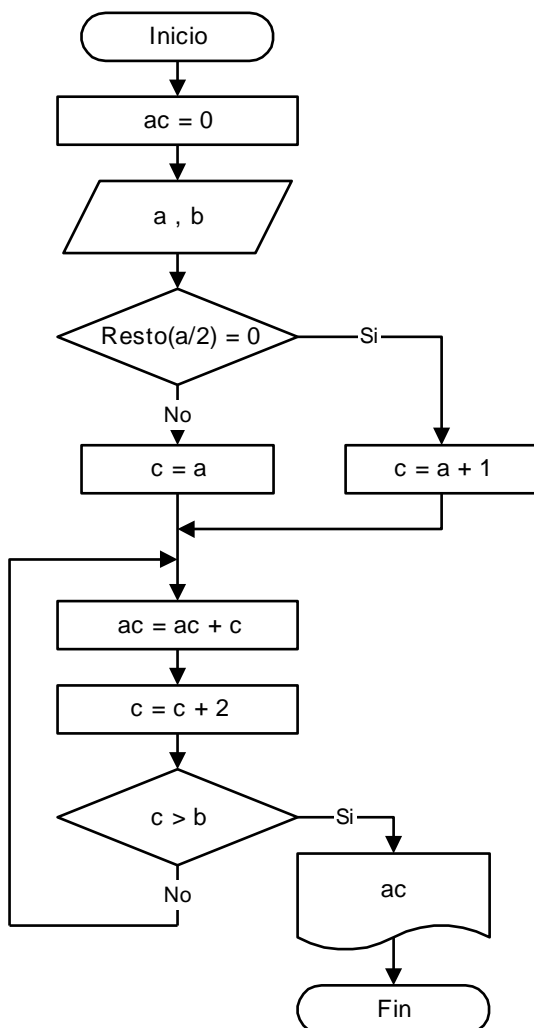 Inicio
ac = 0
a , b
Resto(a/2) = 0
Si
No
c = a
c = a + 1
ac = ac + c
c = c + 2
c > b
Si
No
ac
Fin